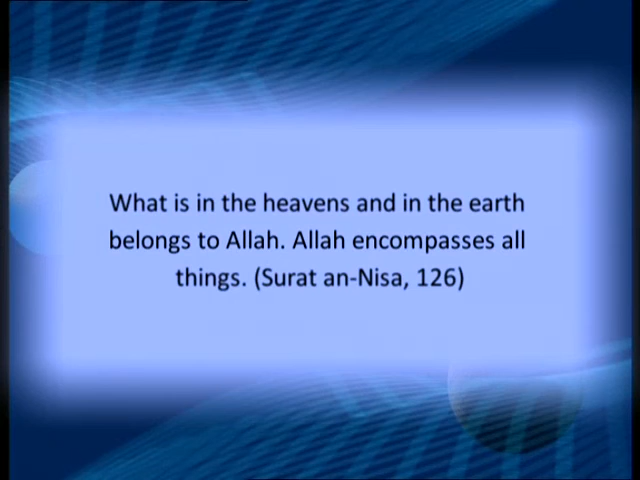 What is in the heavens and in the earth
belongs to Allah. Allah encompasses all
things. (Surat an-Nisa, 126)